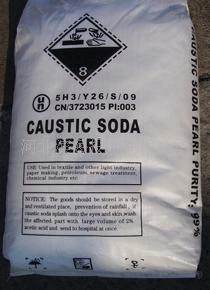 8
un
5H3/Y26/S/09
CN/3723015 PI:003
CAUSTIC SODA
PEARL
USE: Used in textile and other light industry,
paper making, petroleum, sewage treatment,
chemical industry etc.
NOTICE: The goods should be stored in a dry
and ventilated place, prevention of rainfall, if
caustic soda splash onto the eyes and skin, wash
the affected part with large volume of 2%
acetic acid and send to hospital at once.
CAUSTIC SODA PEARL PURITY: 99%